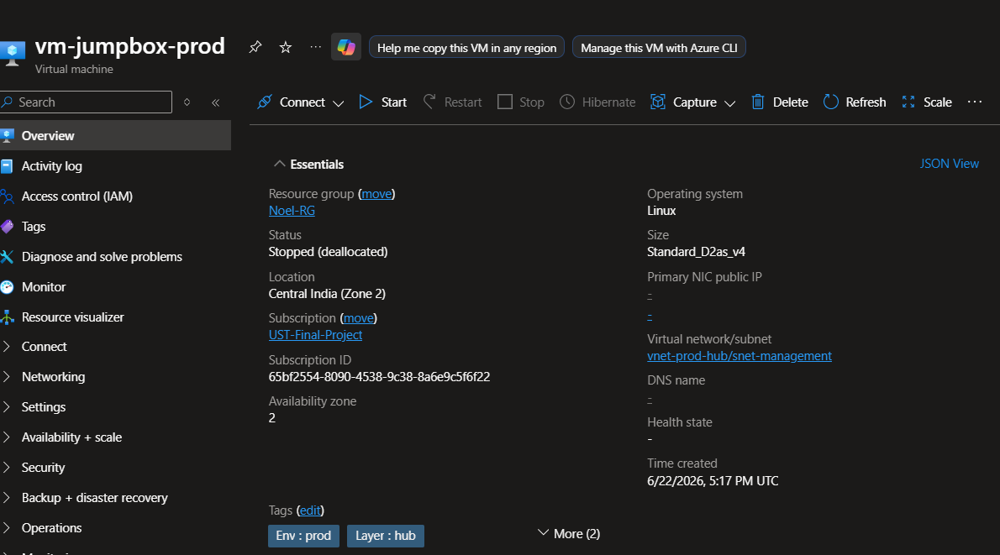 vm-jumpbox-prod
Virtual machine
Help me copy this VM in any region
Manage this VM with Azure CLI
Search
Connect
Start
Restart
Stop
Hibernate
Capture
Delete
Refresh
Scale
Overview
Activity log
Access control (IAM)
Tags
Diagnose and solve problems
Monitor
Resource visualizer
Connect
Networking
Settings
Availability + scale
Security
Backup + disaster recovery
Operations
Essentials
JSON View
Resource group (move)
Noel-RG
Status
Stopped (deallocated)
Location
Central India (Zone 2)
Subscription (move)
UST-Final-Project
Subscription ID
65bf2554-8090-4538-9c38-8a6e9c5f6f22
Availability zone
2
Operating system
Linux
Size
Standard_D2as_v4
Primary NIC public IP
-
-
Virtual network/subnet
vnet-prod-hub/snet-management
DNS name
-
Health state
-
Time created
6/22/2026, 5:17 PM UTC
Tags (edit)
Env : prod
Layer : hub
More (2)